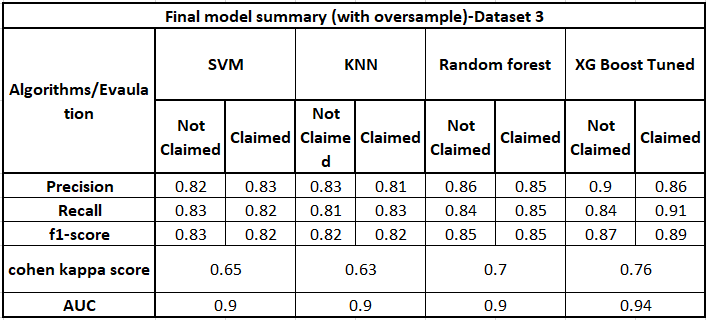 Final model summary (with oversample)-Dataset 3
Algorithms/Evaula
tion
SVM KNN Random forest XG Boost Tuned
Not
Claimed
Claimed
Not
Claime
d
Claimed
Not
Claimed
Claimed
Not
Claimed
Claimed
Precision 0.82 0.83 0.83 0.81 0.86 0.85 0.9 0.86
Recall 0.83 0.82 0.81 0.83 0.84 0.85 0.84 0.91
f1-score 0.83 0.82 0.82 0.82 0.85 0.85 0.87 0.89
cohen kappa score 0.65 0.63 0.7 0.76
AUC 0.9 0.9 0.9 0.94